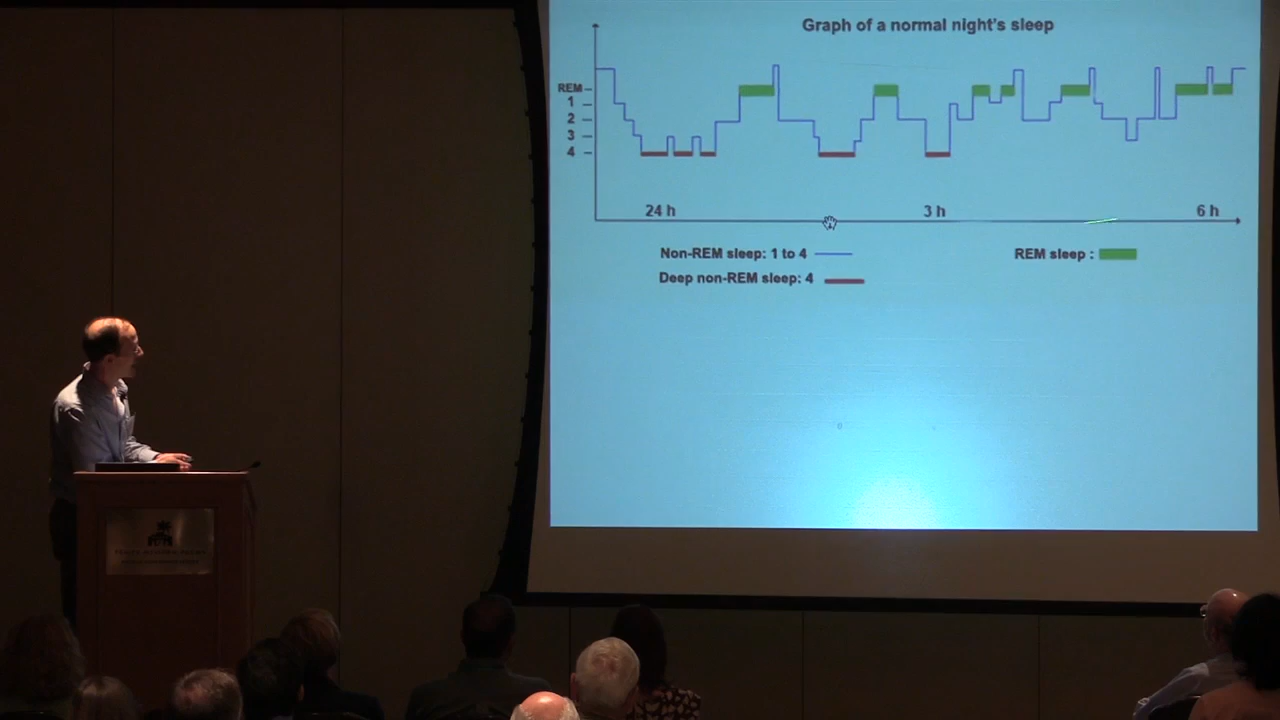 Graph of a normal night's sleep
REM
1
2
3
4
24 h 3 h 6 h
Non-REM sleep: 1 to 4 REM sleep :
Deep non-REM sleep: 4